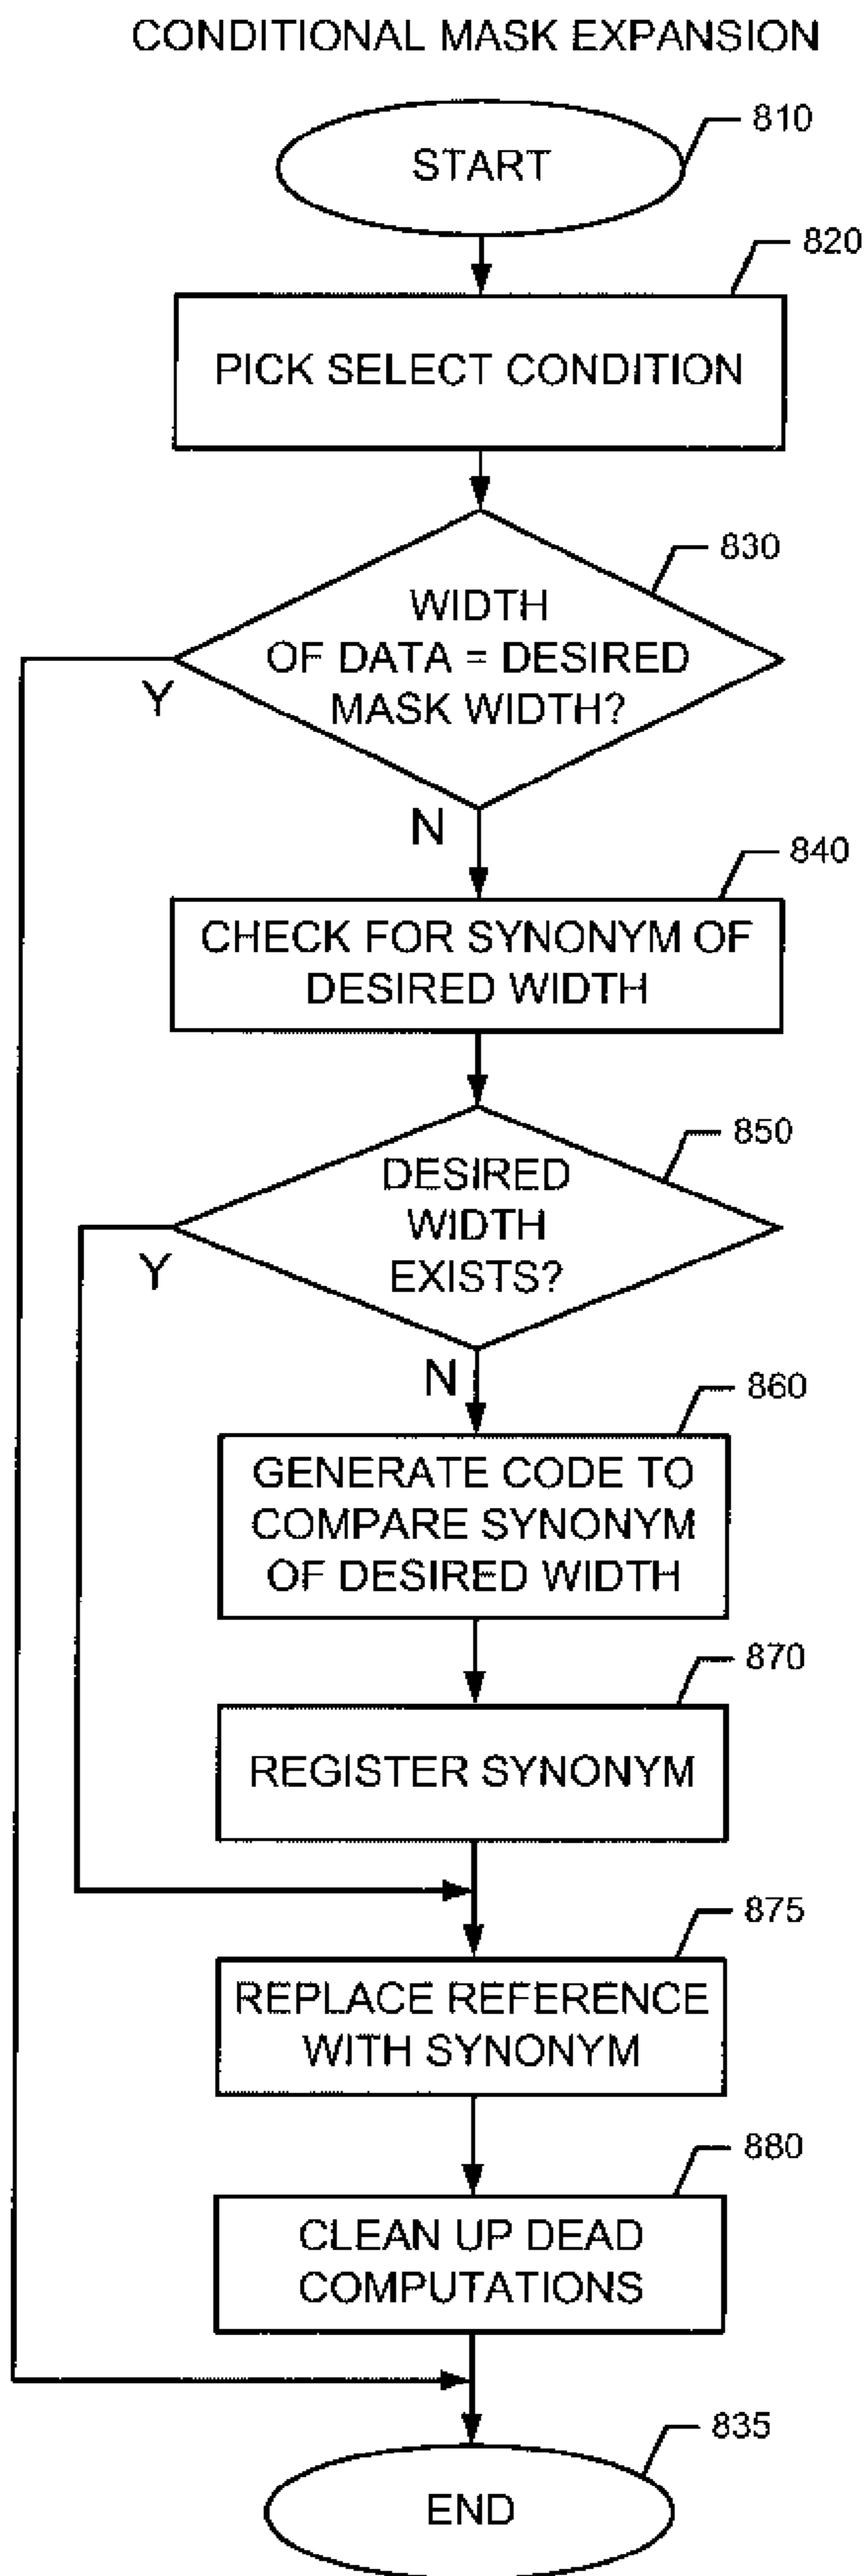 CONDITIONAL MASK EXPANSION
810
START
820
PICK SELECT CONDITION
830
WIDTH
OF DATA = DESIRED
MASK WIDTH?
Y
N
840
CHECK FOR SYNONYM OF
DESIRED WIDTH
850
DESIRED
WIDTH
EXISTS?
Y
N
860
GENERATE CODE TO
COMPARE SYNONYM
OF DESIRED WIDTH
870
REGISTER SYNONYM
875
REPLACE REFERENCE
WITH SYNONYM
880
CLEAN UP DEAD
COMPUTATIONS
835
END